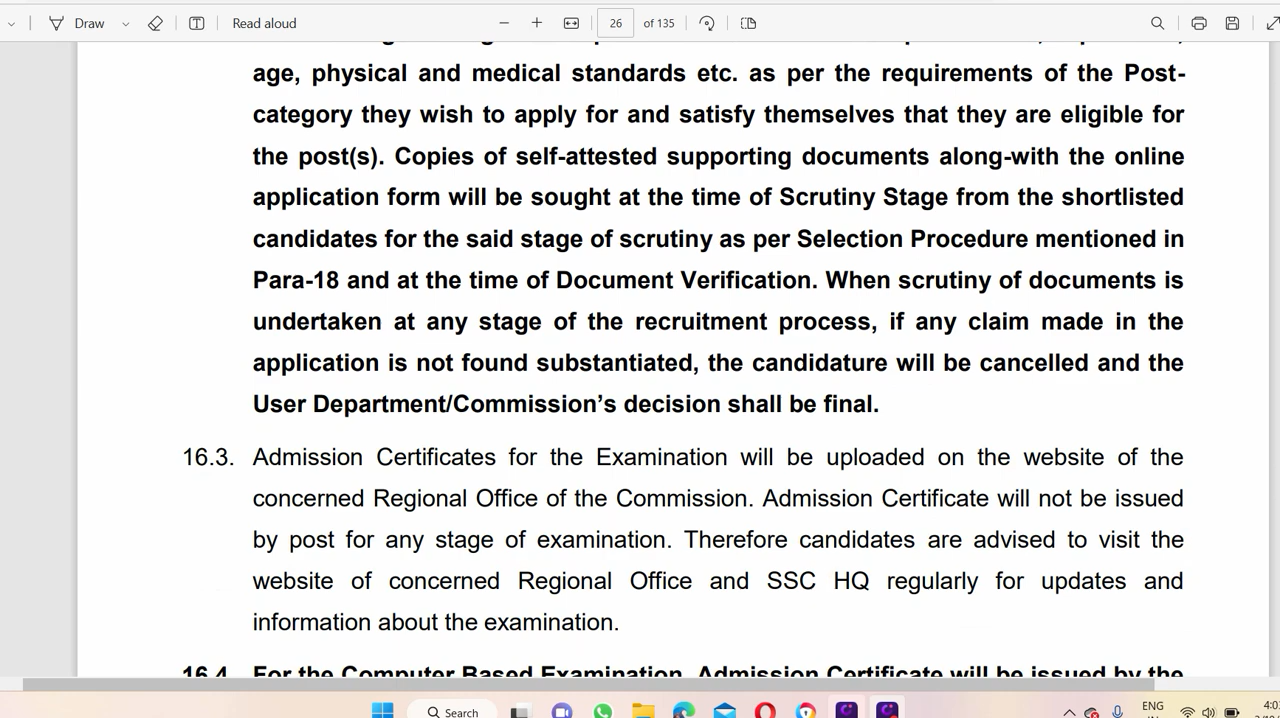 Draw
Read aloud
26 of 135
age, physical and medical standards etc. as per the requirements of the Post-
category they wish to apply for and satisfy themselves that they are eligible for
the post(s). Copies of self-attested supporting documents along-with the online
application form will be sought at the time of Scrutiny Stage from the shortlisted
candidates for the said stage of scrutiny as per Selection Procedure mentioned in
Para-18 and at the time of Document Verification. When scrutiny of documents is
undertaken at any stage of the recruitment process, if any claim made in the
application is not found substantiated, the candidature will be cancelled and the
User Department/Commission’s decision shall be final.
16.3. Admission Certificates for the Examination will be uploaded on the website of the
concerned Regional Office of the Commission. Admission Certificate will not be issued
by post for any stage of examination. Therefore candidates are advised to visit the
website of concerned Regional Office and SSC HQ regularly for updates and
information about the examination.
16.4 For the Computer Based Examination, Admission Certificate will be issued by the
Search
ENG